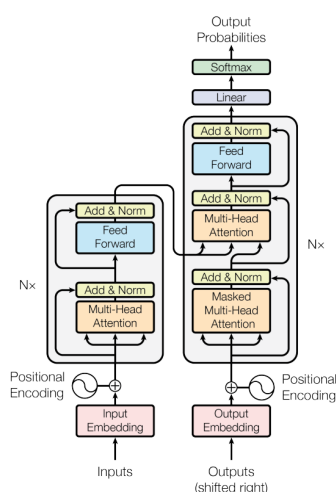 Output
Probabilities
Softmax
Linear
Add & Norm
Feed
Forward
Add & Norm
Multi-Head
Attention
Add & Norm
Masked
Multi-Head
Attention
N×
Add & Norm
Feed
Forward
Add & Norm
Multi-Head
Attention
N×
Positional
Encoding
Positional
Encoding
Input
Embedding
Output
Embedding
Inputs
Outputs
(shifted right)